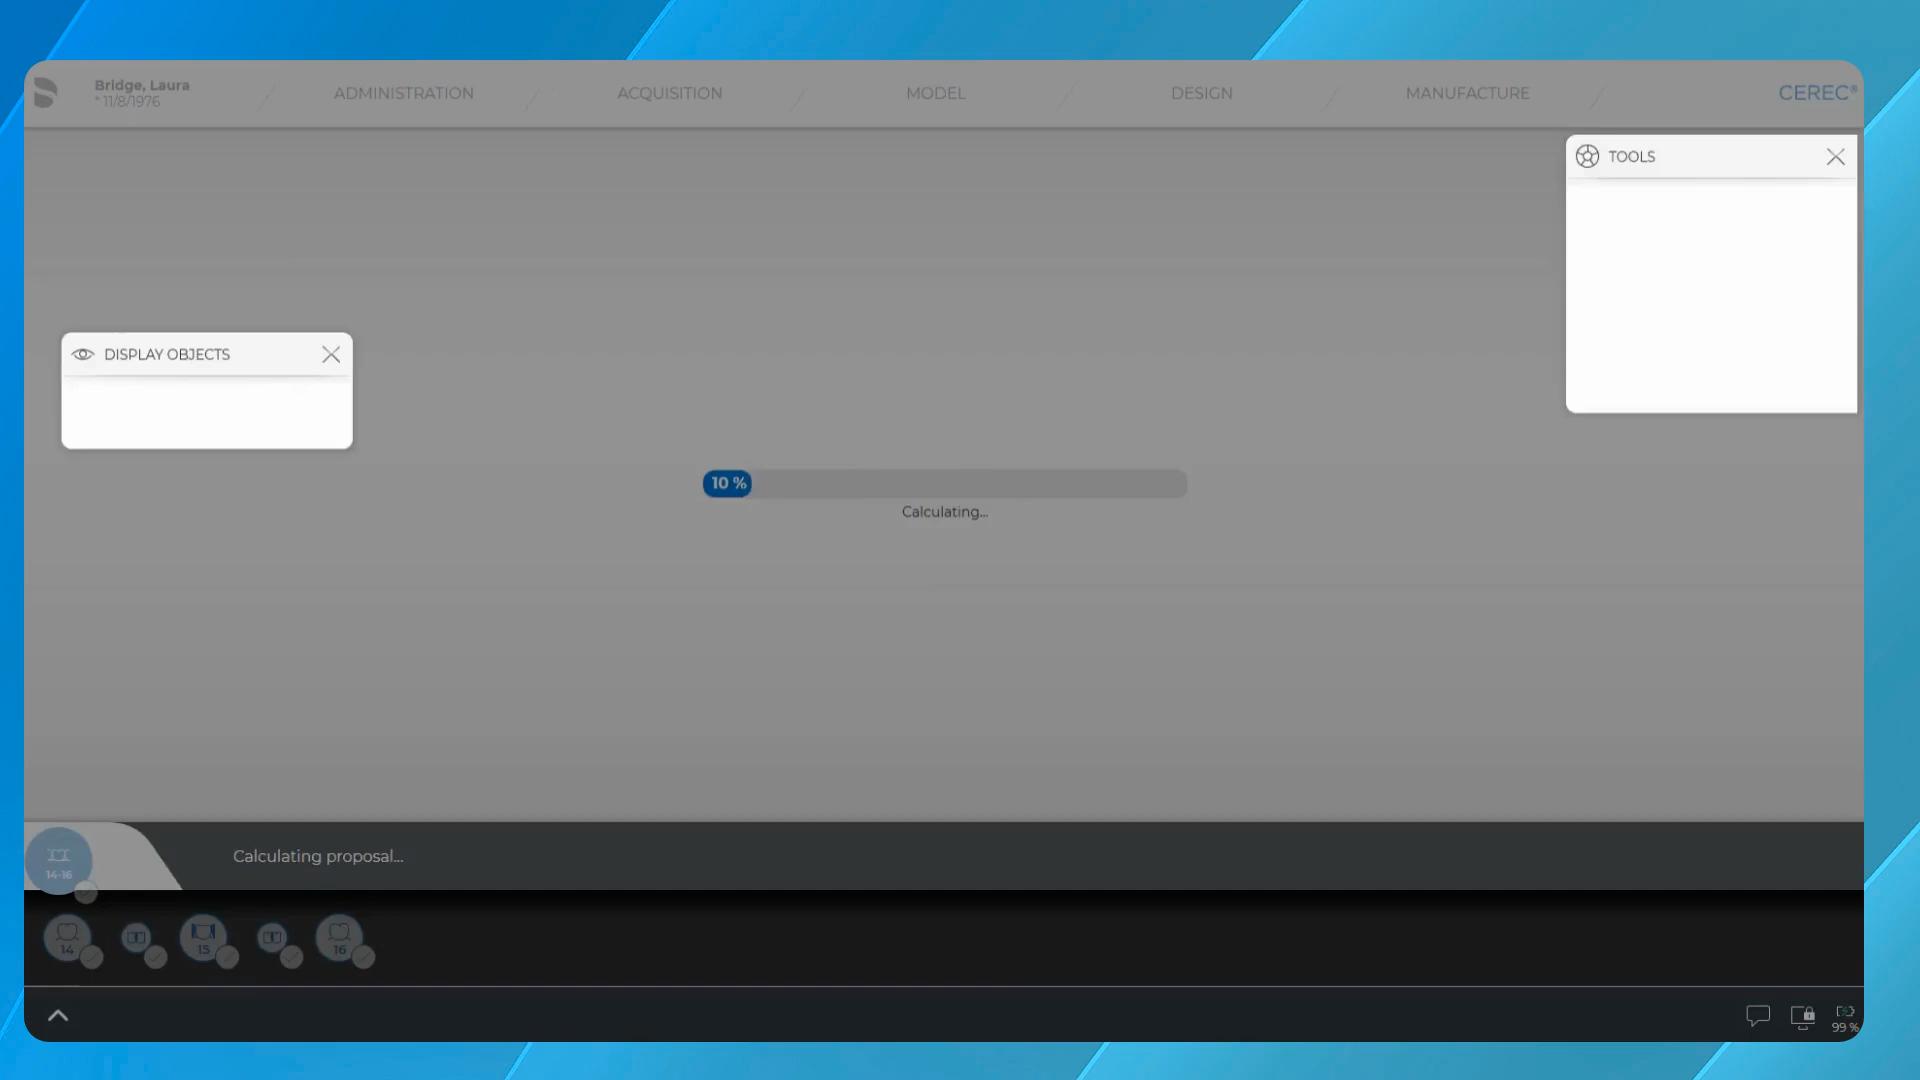 Bridge, Laura
* 11/8/1976
ADMINISTRATION
ACQUISITION
MODEL
DESIGN
MANUFACTURE
CEREC®
TOOLS
DISPLAY OBJECTS
10 %
Calculating...
14-16
Calculating proposal...
14
15
16
99 %